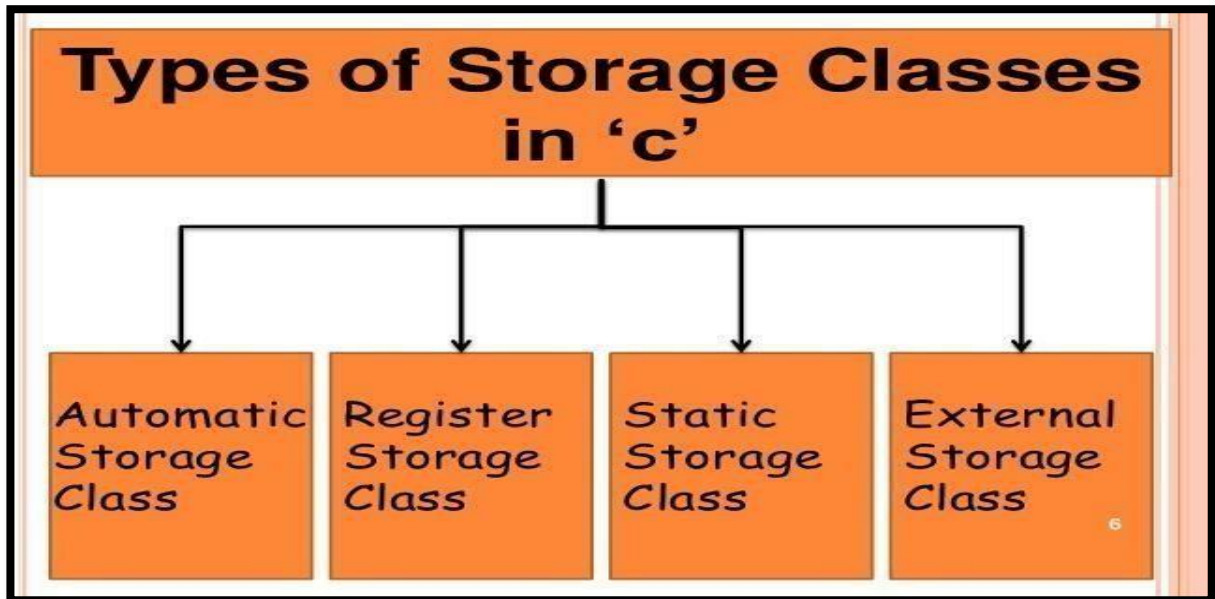 Types of Storage Classes
in ‘c’
Automatic
Storage
Class
Register
Storage
Class
Static
Storage
Class
External
Storage
Class
6